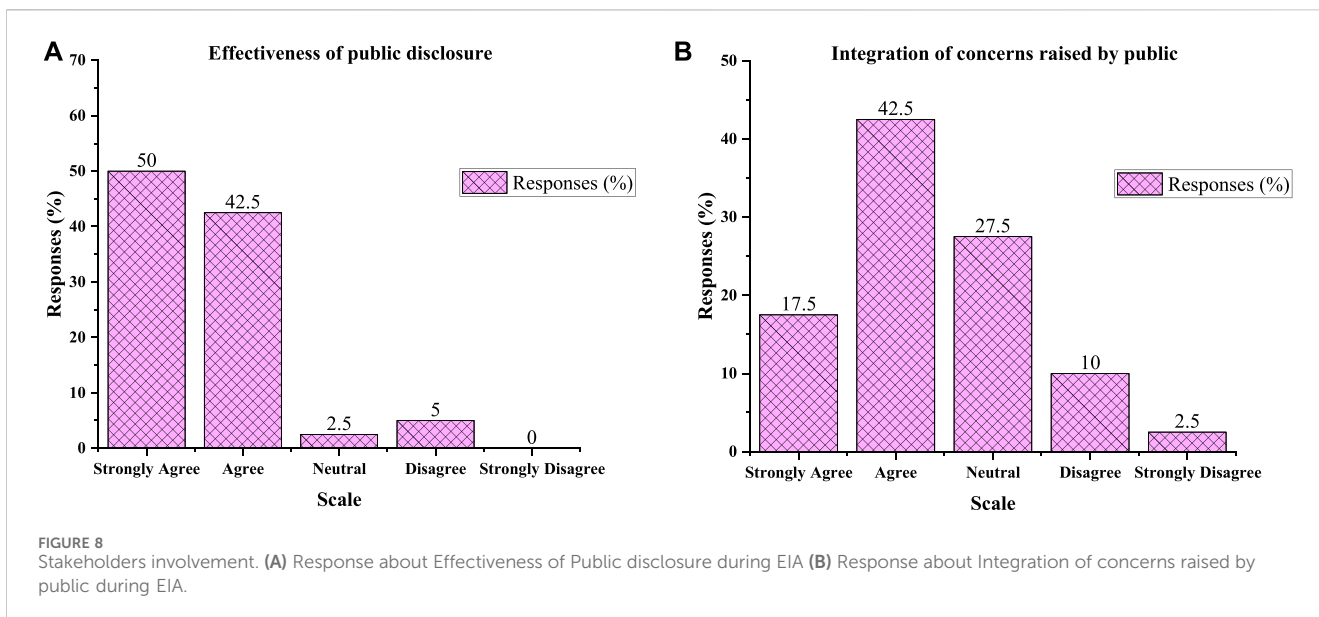 A
Effectiveness of public disclosure
70
60
50
40
30
20
10
0
Responses (%)
50
42.5
2.5
5
0
Responses (%)
Strongly Agree Agree Neutral Disagree Strongly Disagree
Scale
B
Integration of concerns raised by public
50
40
30
20
10
0
Responses (%)
17.5
42.5
27.5
10
2.5
Responses (%)
Strongly Agree Agree Neutral Disagree Strongly Disagree
Scale
FIGURE 8
Stakeholders involvement. (A) Response about Effectiveness of Public disclosure during EIA (B) Response about Integration of concerns raised by
public during EIA.